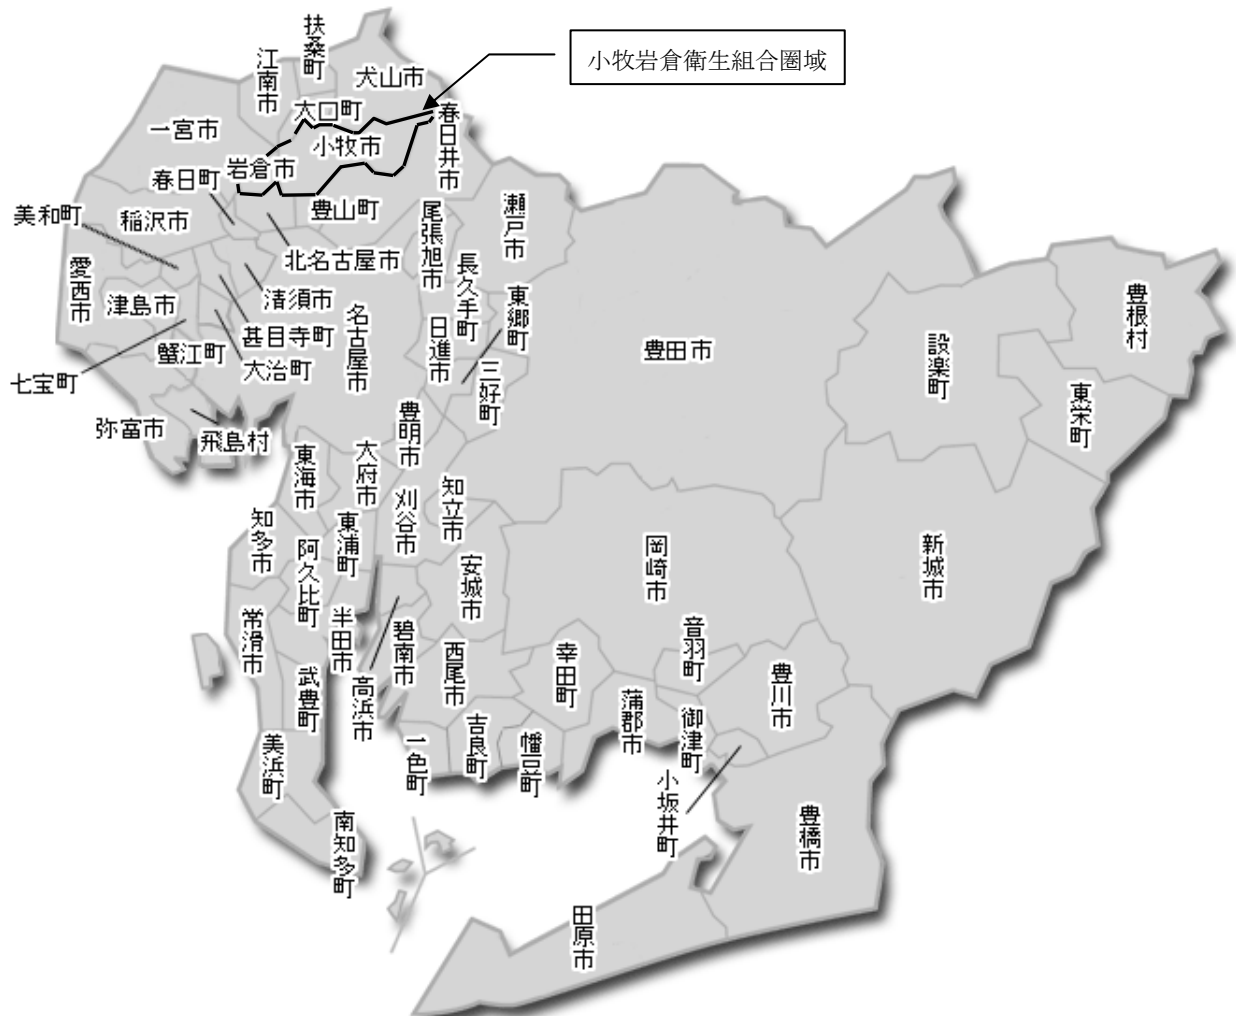 小牧岩倉衛生組合圏域
扶桑町
江南市
犬山市
大口町
一宮市
小牧市
春日井市
岩倉市
春日町
美和町
稲沢市
豊山町
尾張旭市
瀬戸市
北名古屋市
愛西市
津島市
清須市
長久手町
東郷町
名古屋市
甚目寺町
日進市
蟹江町
大治町
三好町
七宝町
弥富市
飛島村
豊明市
豊田市
設楽町
豊根村
東栄町
東海市
大府市
刈谷市
知立市
知多市
東浦町
阿久比町
安城市
岡崎市
新城市
常滑市
半田市
碧南市
西尾市
幸田町
音羽町
豊川市
武豊町
高浜市
蒲郡市
御津町
美浜町
一色町
吉良町
幡豆町
小坂井町
南知多町
豊橋市
田原市